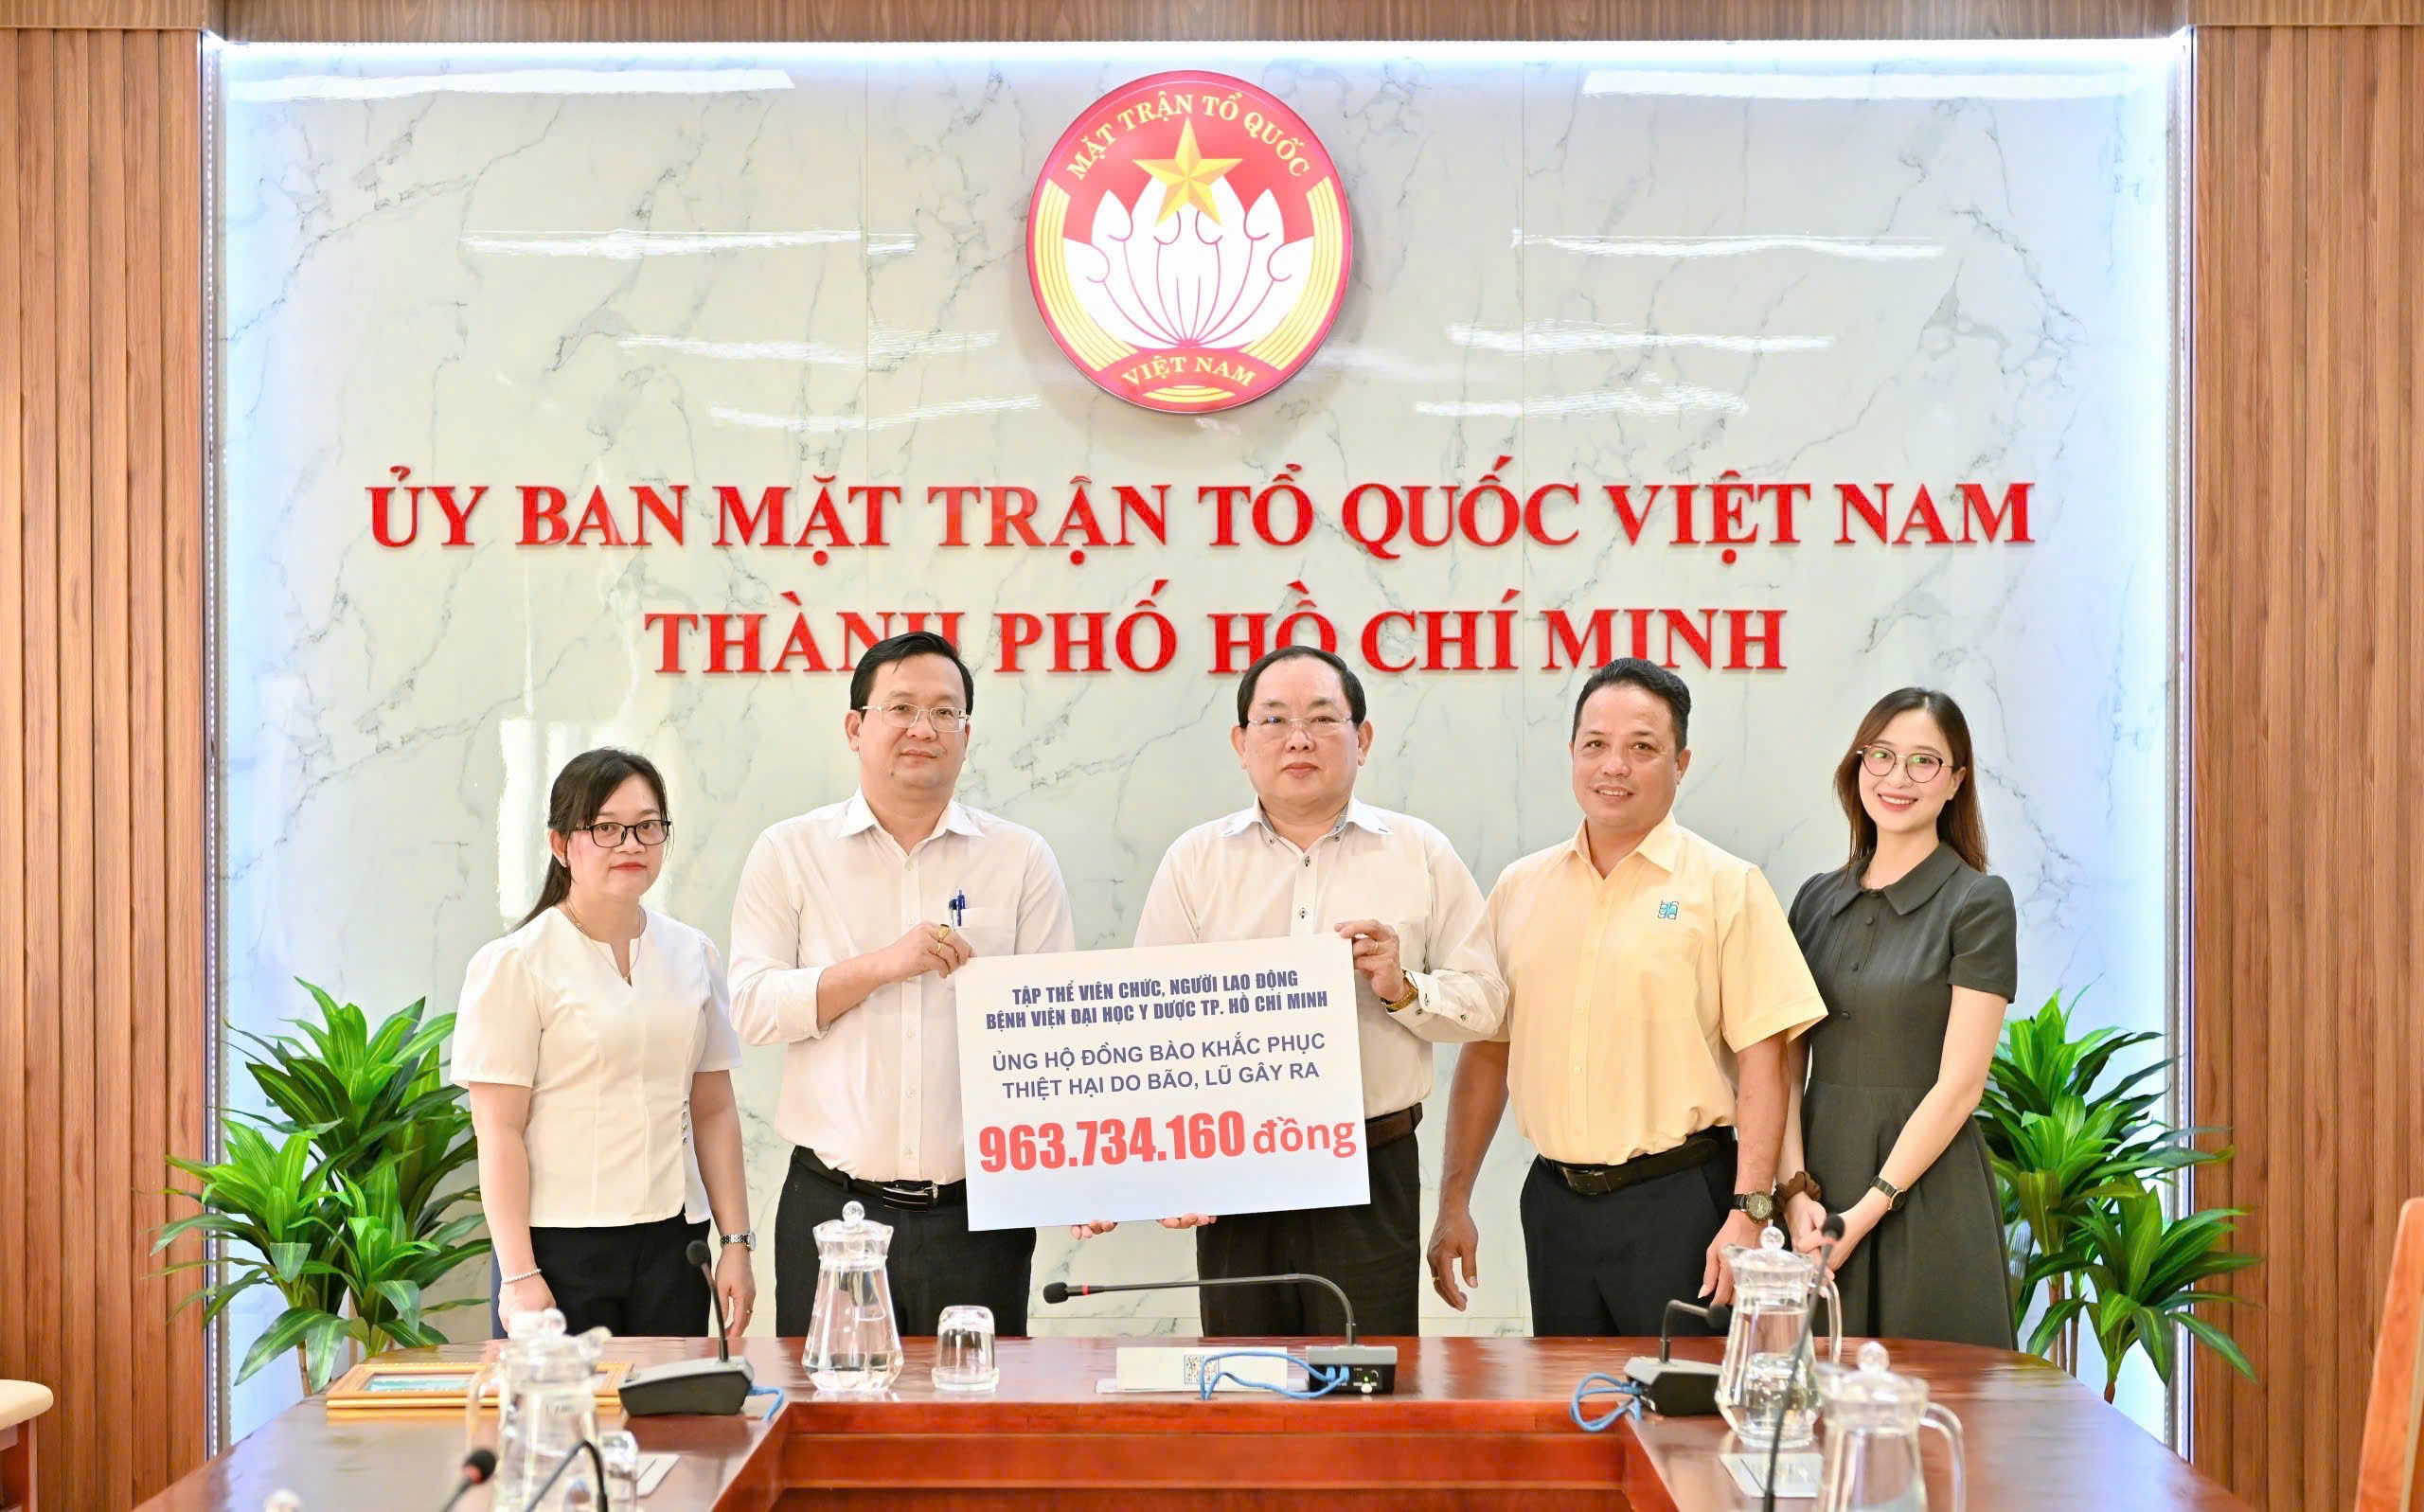 MẶT TRẬN TỔ QUỐC
VIỆT NAM
ỦY BAN MẶT TRẬN TỔ QUỐC VIỆT NAM
THÀNH PHỐ HỒ CHÍ MINH
TẬP THỂ VIÊN CHỨC, NGƯỜI LAO ĐỘNG
BỆNH VIỆN ĐẠI HỌC Y DƯỢC TP. HỒ CHÍ MINH
ỦNG HỘ ĐỒNG BÀO KHẮC PHỤC
THIỆT HẠI DO BÃO, LŨ GÂY RA
963.734.160 đồng